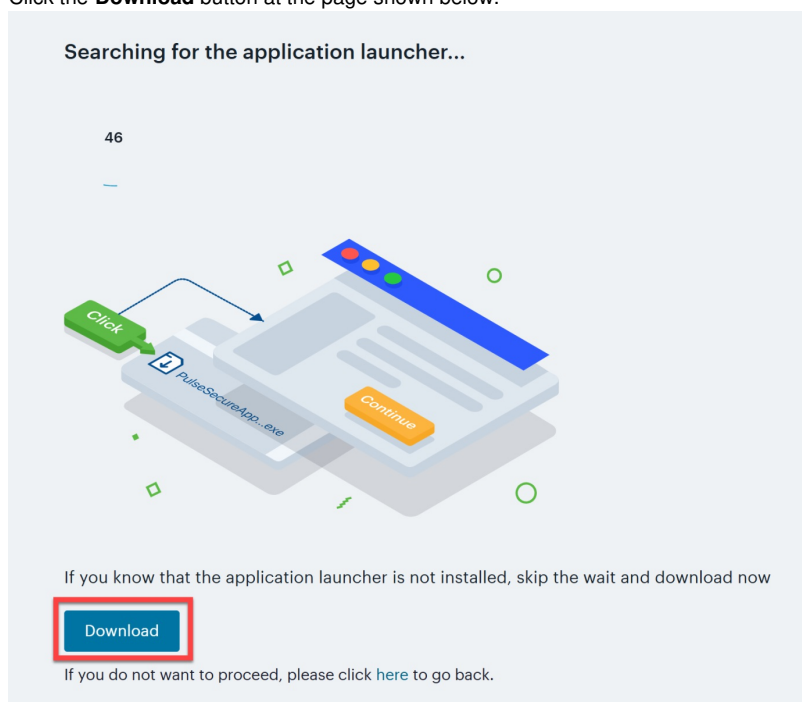 Click the Download button at the page shown below:
Searching for the application launcher...
46
Click
PulseSecureApp...exe
Continue
If you know that the application launcher is not installed, skip the wait and download now
Download
If you do not want to proceed, please click here to go back.